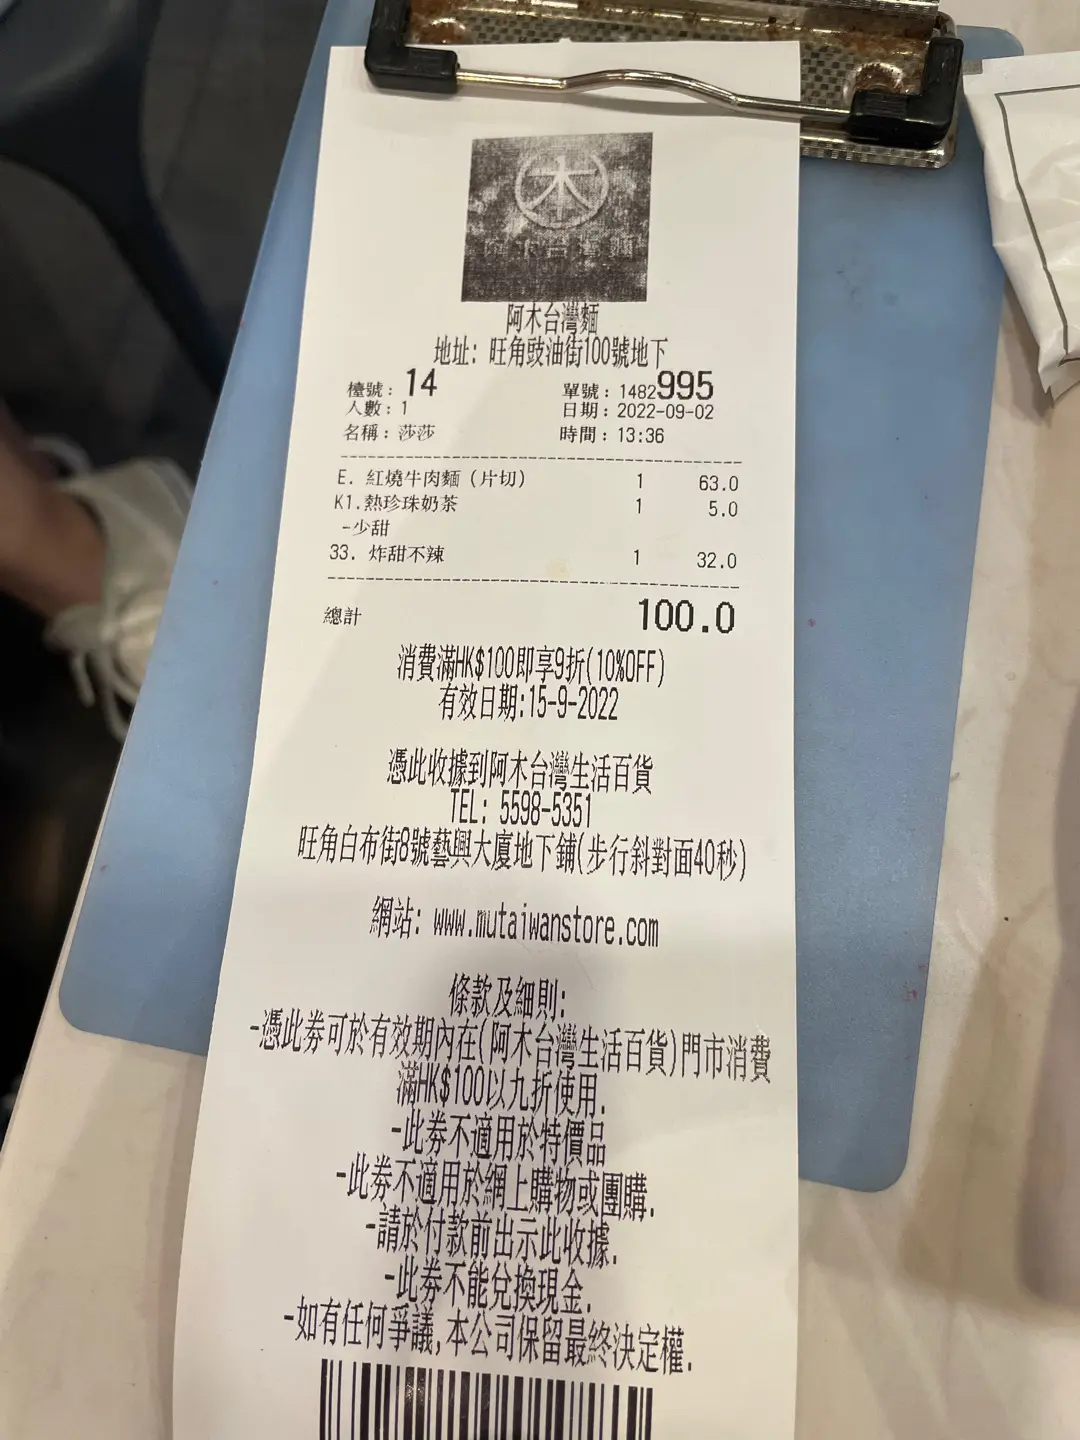 木
阿木台灣麵
阿木台灣麵
地址: 旺角豉油街100號地下
檯號: 14 單號: 1482995
人數: 1 日期: 2022-09-02
名稱: 莎莎 時間: 13:36
E. 紅燒牛肉麵 (片切) 1 63.0
K1.熱珍珠奶茶 1 5.0
-少甜
33. 炸甜不辣 1 32.0
總計 100.0
消費滿HK$100即享9折(10%OFF)
有效日期:15-9-2022
憑此收據到阿木台灣生活百貨
TEL: 5598-5351
旺角白布街8號藝興大廈地下鋪(步行斜對面40秒)
網站: www.mutaiwanstore.com
條款及細則:
-憑此券可於有效期內在(阿木台灣生活百貨)門市消費
滿HK$100以九折使用.
-此券不適用於特價品
-此券不適用於網上購物或團購.
-請於付款前出示此收據.
-此券不能兌換現金.
-如有任何爭議,本公司保留最終決定權.